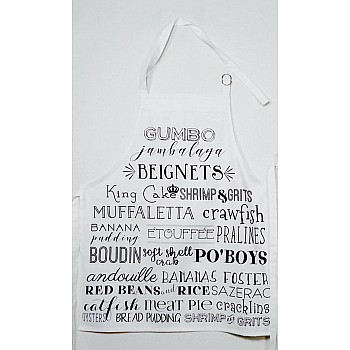 GUMBO
jambalaya
BEIGNETS
King Cake SHRIMP & GRITS
MUFFALETTA crawfish
BANANA pudding ÉTOUFFÉE PRALINES
BOUDIN soft shell crab PO'BOYS
andouille BANANAS FOSTER
RED BEANS and RICE SAZERAC
catfish meat pie cracklins
OYSTERS BREAD PUDDING SHRIMP & GRITS